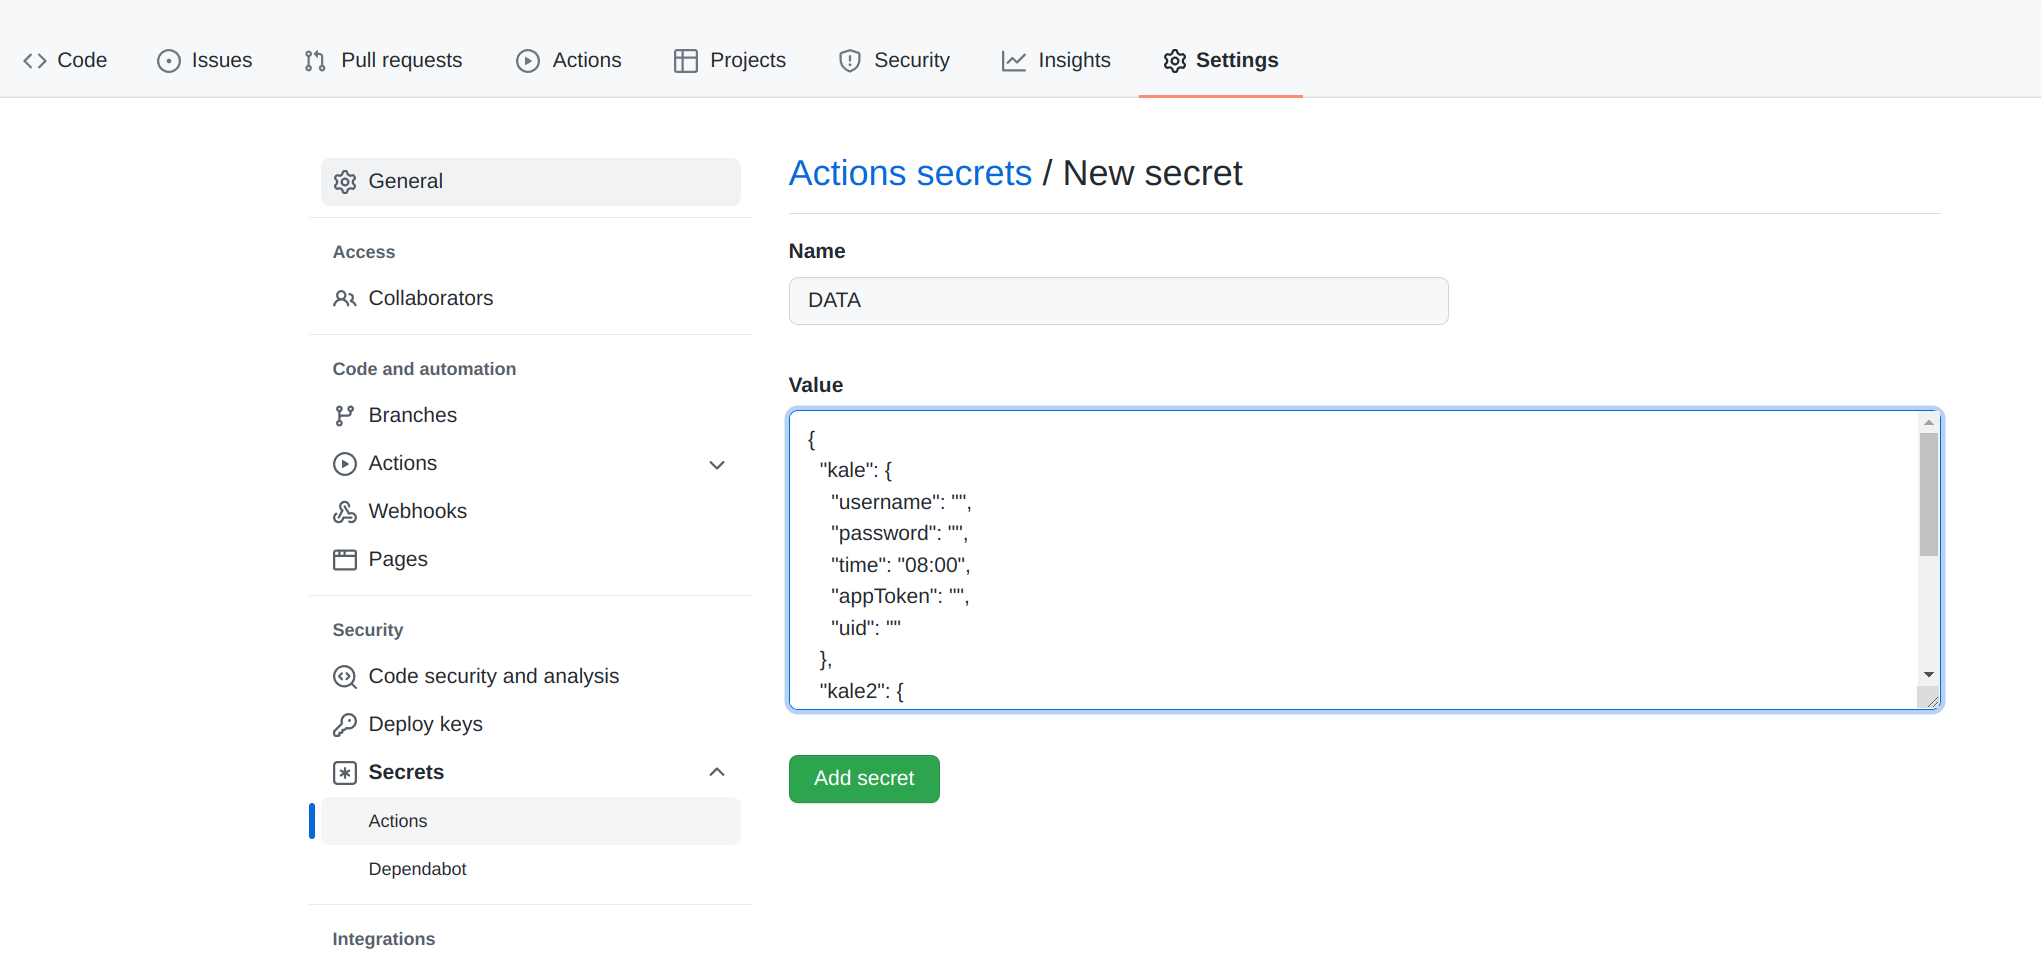 Code Issues Pull requests Actions Projects Security Insights Settings
General
Access
Collaborators
Code and automation
Branches
Actions
Webhooks
Pages
Security
Code security and analysis
Deploy keys
Secrets
Actions
Dependabot
Integrations
Actions secrets / New secret
Name
DATA
Value
{
"kale": {
"username": "",
"password": "",
"time": "08:00",
"appToken": "",
"uid": ""
},
"kale2": {
Add secret